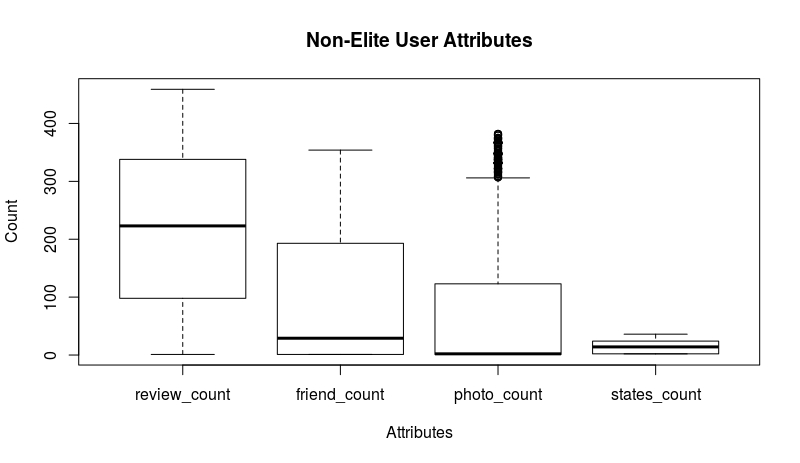 Non-Elite User Attributes
Count
400
300
200
100
0
review_count
friend_count
photo_count
states_count
Attributes